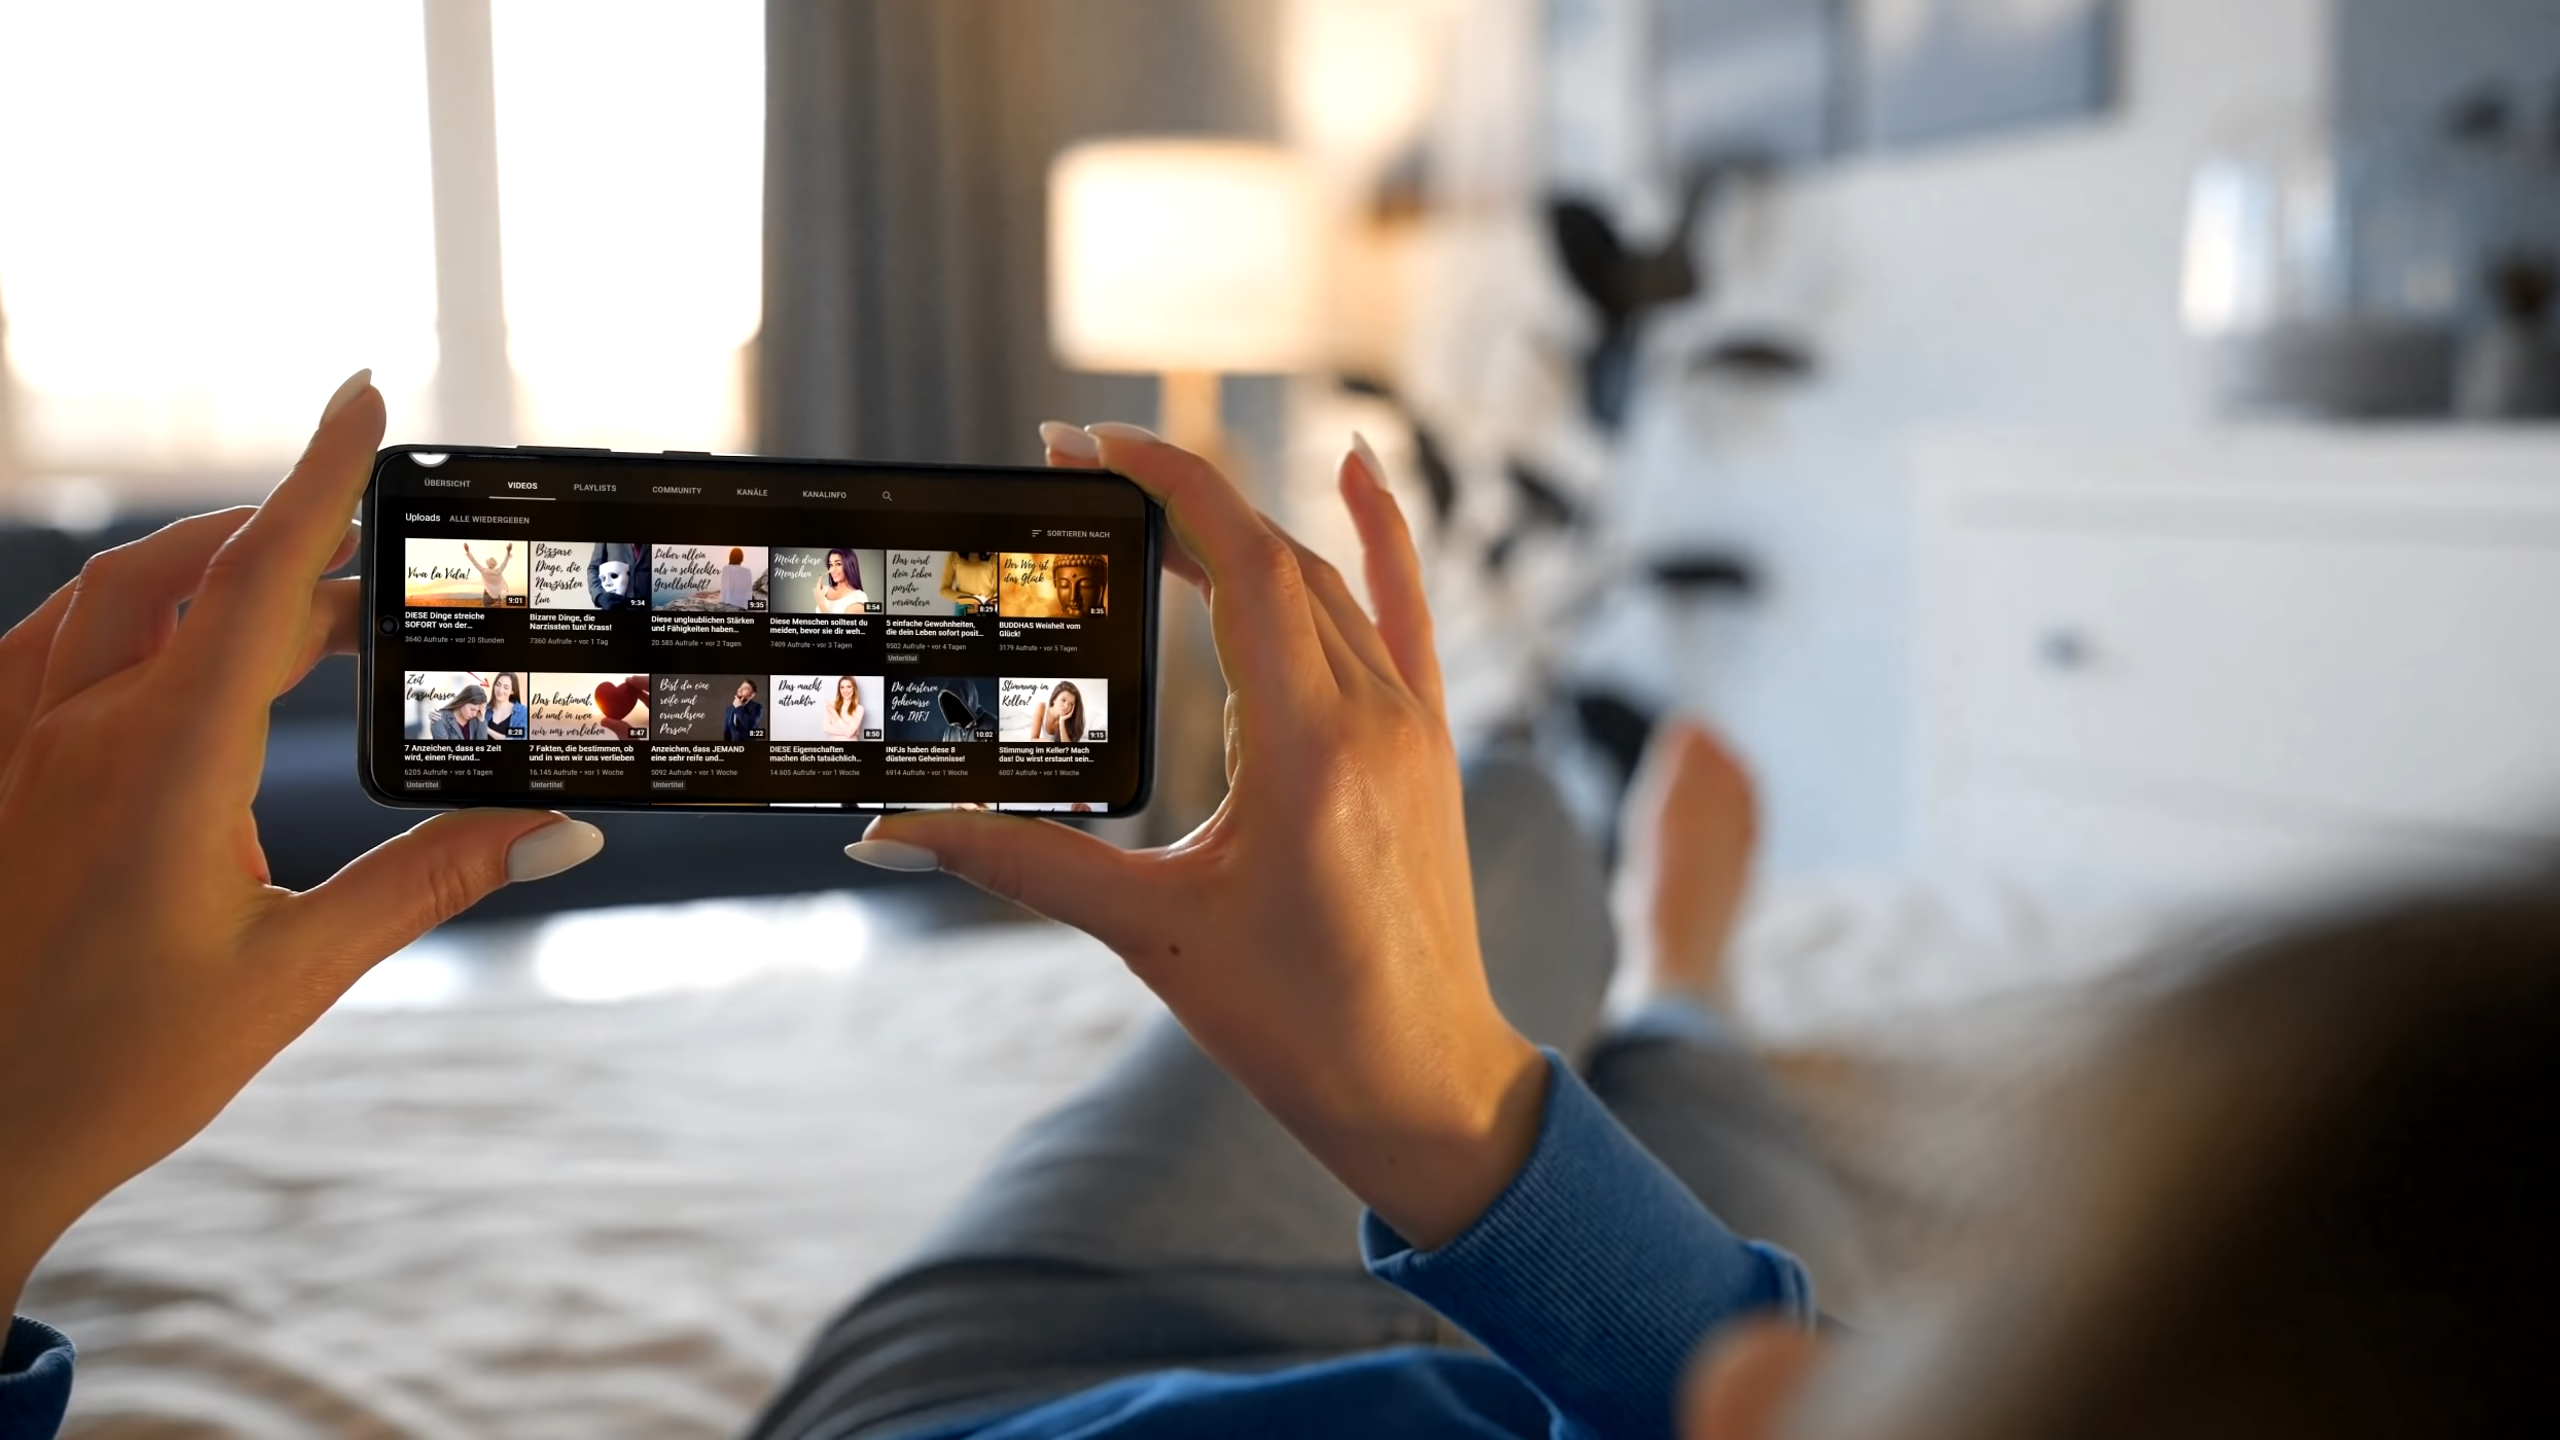 ÜBERSICHT VIDEOS PLAYLISTS COMMUNITY KANÄLE KANALINFO
Uploads ALLE WIEDERGEBEN
SORTIEREN NACH
Viva la Vida!
9:01
DIESE Dinge streiche
SOFORT von der...
3640 Aufrufe • vor 20 Stunden
Bizzare
Dinge, die
Narzissten
tun
9:34
Bizarre Dinge, die
Narzissten tun! Krass!
7360 Aufrufe • vor 1 Tag
Lieber allein
als in schlechter
Gesellschaft?
9:35
Diese unglaublichen Stärken
und Fähigkeiten haben...
20.585 Aufrufe • vor 2 Tagen
Meide diese
Menschen
8:54
Diese Menschen solltest du
meiden, bevor sie dir weh...
7409 Aufrufe • vor 3 Tagen
Das wird
dein Leben
positiv
verändern
8:29
5 einfache Gewohnheiten,
die dein Leben sofort posit...
9502 Aufrufe • vor 4 Tagen
Untertitel
Der Weg ist
das Glück
8:35
BUDDHAS Weisheit vom
Glück!
3179 Aufrufe • vor 5 Tagen
Zeit
loszulassen
8:28
7 Anzeichen, dass es Zeit
wird, einen Freund...
6205 Aufrufe • vor 6 Tagen
Untertitel
Das bestimmt,
ob und in wen
wir uns verlieben
8:47
7 Fakten, die bestimmen, ob
und in wen wir uns verlieben
16.145 Aufrufe • vor 1 Woche
Untertitel
Bist du eine
reife und
erwachsene
Person?
8:22
Anzeichen, dass JEMAND
eine sehr reife und...
5092 Aufrufe • vor 1 Woche
Untertitel
Das macht
attraktiv
8:50
DIESE Eigenschaften
machen dich tatsächlich...
14.605 Aufrufe • vor 1 Woche
Die düsteren
Geheimnisse
des INFJ
10:02
INFJs haben diese 8
düsteren Geheimnisse!
6914 Aufrufe • vor 1 Woche
Stimmung im
Keller?
9:15
Stimmung im Keller? Mach
das! Du wirst erstaunt sein...
6007 Aufrufe • vor 1 Woche